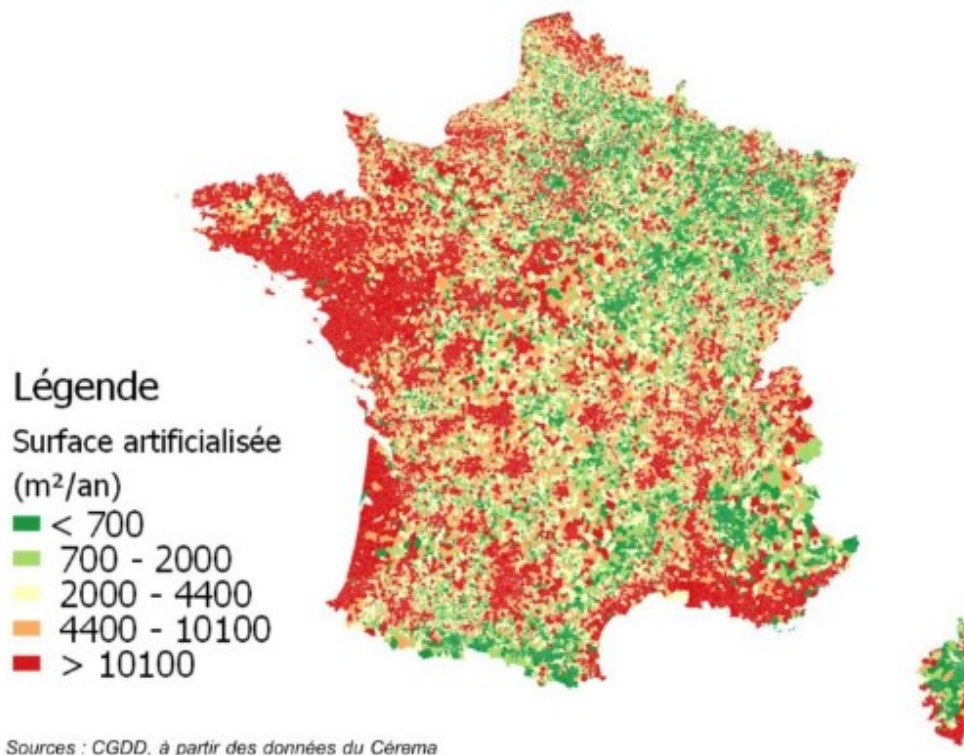 Légende
Surface artificialisée
(m²/an)
< 700
700 - 2000
2000 - 4400
4400 - 10100
> 10100
Sources : CGDD, à partir des données du Cérema